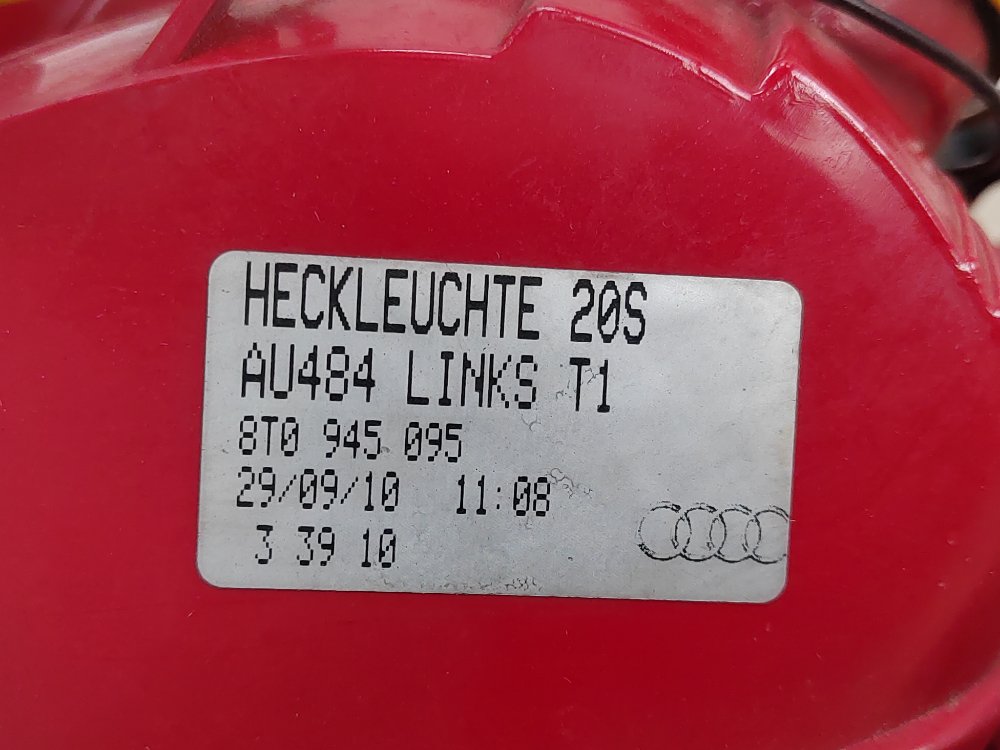 HECKLEUCHTE 20S
AU484 LINKS T1
8T0 945 095
29/09/10 11:08
3 39 10